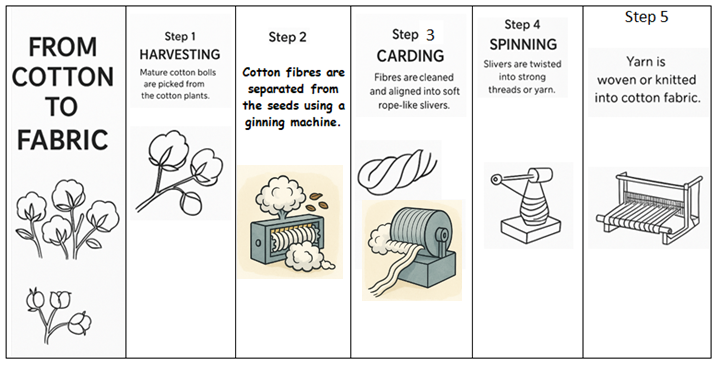 FROM
COTTON
TO
FABRIC
Step 1
HARVESTING
Mature cotton bolls
are picked from
the cotton plants.
Step 2
Cotton fibres are
separated from
the seeds using a
ginning machine.
Step 3
CARDING
Fibres are cleaned
and aligned into soft
rope-like slivers.
Step 4
SPINNING
Slivers are twisted
into strong
threads or yarn.
Step 5
Yarn is
woven or knitted
into cotton fabric.